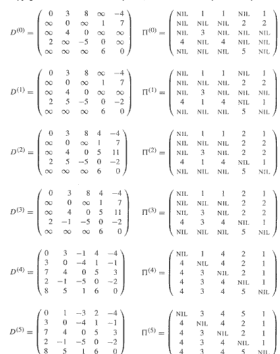 0 3 8 ∞ −4 NIL 1 1 NIL 1
∞ 0 ∞ 1 7 NIL NIL NIL 2 2
D(0) = ∞ 4 0 ∞ ∞ Π(0) = NIL 3 NIL NIL NIL
2 ∞ −5 0 ∞ 4 NIL 4 NIL NIL
∞ ∞ ∞ 6 0 NIL NIL NIL 5 NIL
0 3 8 ∞ −4 NIL 1 1 NIL 1
∞ 0 ∞ 1 7 NIL NIL NIL 2 2
D(1) = ∞ 4 0 ∞ ∞ Π(1) = NIL 3 NIL NIL NIL
2 5 −5 0 −2 4 1 4 NIL 1
∞ ∞ ∞ 6 0 NIL NIL NIL 5 NIL
0 3 8 4 −4 NIL 1 1 2 1
∞ 0 ∞ 1 7 NIL NIL NIL 2 2
D(2) = ∞ 4 0 5 11 Π(2) = NIL 3 NIL 2 2
2 5 −5 0 −2 4 1 4 NIL 1
∞ ∞ ∞ 6 0 NIL NIL NIL 5 NIL
0 3 8 4 −4 NIL 1 1 2 1
∞ 0 ∞ 1 7 NIL NIL NIL 2 2
D(3) = ∞ 4 0 5 11 Π(3) = NIL 3 NIL 2 2
2 −1 −5 0 −2 4 3 4 NIL 1
∞ ∞ ∞ 6 0 NIL NIL NIL 5 NIL
0 3 −1 4 −4 NIL 1 4 2 1
3 0 −4 1 −1 4 NIL 4 2 1
D(4) = 7 4 0 5 3 Π(4) = 4 3 NIL 2 1
2 −1 −5 0 −2 4 3 4 NIL 1
8 5 1 6 0 4 3 4 5 NIL
0 1 −3 2 −4 NIL 3 4 5 1
3 0 −4 1 −1 4 NIL 4 2 1
D(5) = 7 4 0 5 3 Π(5) = 4 3 NIL 2 1
2 −1 −5 0 −2 4 3 4 NIL 1
8 5 1 6 0 4 3 4 5 NIL